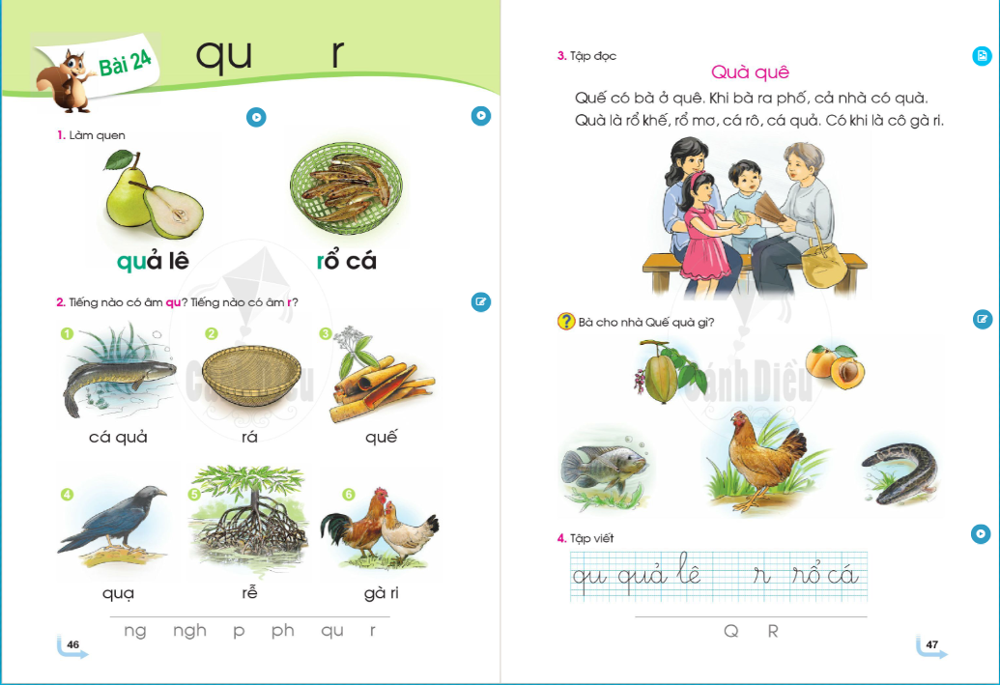 Bài 24
qu r
1. Làm quen
quả lê
rổ cá
2. Tiếng nào có âm qu? Tiếng nào có âm r?
1
2
3
cá quả
rá
quế
4
5
6
quạ
rễ
gà ri
ng ngh p ph qu r
46
3. Tập đọc
Quà quê
Quế có bà ở quê. Khi bà ra phố, cả nhà có quà.
Quà là rổ khế, rổ mơ, cá rô, cá quả. Có khi là cô gà ri.
? Bà cho nhà Quế quà gì?
4. Tập viết
qu quả lê r rổ cá
Q R
47
Cánh Diều
Cánh Diều